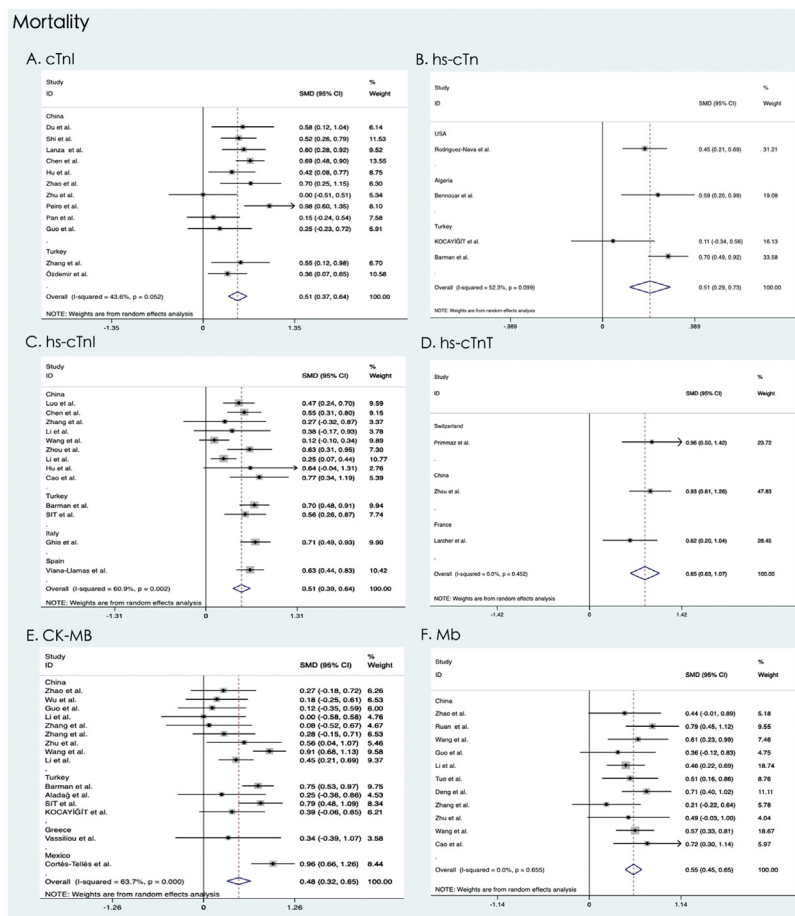 Mortality
A. cTnI
Study %
ID SMD (95% CI) Weight
China
Du et al. 0.58 (0.12, 1.04) 6.14
Shi et al. 0.52 (0.26, 0.79) 11.53
Lanza et al. 0.60 (0.28, 0.92) 9.52
Chen et al. 0.69 (0.48, 0.90) 13.55
Hu et al. 0.42 (0.08, 0.77) 8.75
Zhao et al. 0.70 (0.25, 1.15) 6.30
Zhu et al. 0.00 (-0.51, 0.51) 5.31
Peiro et al. 0.98 (0.60, 1.35) 8.10
Pan et al. 0.15 (-0.24, 0.54) 7.58
Guo et al. 0.25 (-0.23, 0.72) 5.91
.
Turkey
Zhang et al. 0.55 (0.12, 0.98) 6.70
Özdemir et al. 0.36 (0.07, 0.65) 10.58
.
Overall (I-squared = 43.6%, p = 0.052) 0.51 (0.37, 0.64) 100.00
NOTE: Weights are from random effects analysis
-1.35 0 1.35
B. hs-cTn
Study %
ID SMD (95% CI) Weight
USA
Rodriguez-Nava et al. 0.45 (0.21, 0.69) 31.21
.
Algeria
Bennouar et al. 0.59 (0.20, 0.99) 19.08
.
Turkey
KOCAYİĞİT et al. 0.11 (-0.34, 0.56) 16.13
Barman et al. 0.70 (0.49, 0.92) 33.58
.
Overall (I-squared = 52.3%, p = 0.099) 0.51 (0.29, 0.73) 100.00
NOTE: Weights are from random effects analysis
-.989 0 .989
C. hs-cTnI
Study %
ID SMD (95% CI) Weight
China
Luo et al. 0.47 (0.24, 0.70) 9.59
Chen et al. 0.55 (0.31, 0.80) 9.15
Zhang et al. 0.27 (-0.32, 0.87) 3.37
Li et al. 0.38 (-0.17, 0.93) 3.78
Wang et al. 0.12 (-0.10, 0.34) 9.89
Zhou et al. 0.63 (0.31, 0.95) 7.30
Li et al. 0.25 (0.07, 0.44) 10.77
Hu et al. 0.64 (-0.04, 1.31) 2.76
Cao et al. 0.77 (0.34, 1.19) 5.39
.
Turkey
Barman et al. 0.70 (0.48, 0.91) 9.94
SIT et al. 0.56 (0.26, 0.87) 7.74
.
Italy
Ghio et al. 0.71 (0.49, 0.93) 9.90
.
Spain
Viana-Llamas et al. 0.63 (0.44, 0.83) 10.42
Overall (I-squared = 60.9%, p = 0.002) 0.51 (0.39, 0.64) 100.00
NOTE: Weights are from random effects analysis
-1.31 0 1.31
D. hs-cTnT
Study %
ID SMD (95% CI) Weight
Switzerland
Primmaz et al. 0.96 (0.50, 1.42) 23.72
.
China
Zhou et al. 0.93 (0.61, 1.26) 47.83
.
France
Larcher et al. 0.62 (0.20, 1.04) 28.45
.
Overall (I-squared = 0.0%, p = 0.452) 0.85 (0.63, 1.07) 100.00
NOTE: Weights are from random effects analysis
-1.42 0 1.42
E. CK-MB
Study %
ID SMD (95% CI) Weight
China
Zhao et al. 0.27 (-0.18, 0.72) 6.26
Wu et al. 0.18 (-0.25, 0.61) 6.53
Guo et al. 0.12 (-0.35, 0.59) 6.00
Li et al. 0.00 (-0.58, 0.58) 4.76
Zhang et al. 0.08 (-0.52, 0.67) 4.67
Zhang et al. 0.28 (-0.15, 0.71) 6.53
Zhu et al. 0.56 (0.04, 1.07) 5.46
Wang et al. 0.91 (0.68, 1.13) 9.58
Li et al. 0.45 (0.21, 0.69) 9.37
.
Turkey
Barman et al. 0.75 (0.53, 0.97) 9.75
Aladağ et al. 0.25 (-0.36, 0.86) 4.53
SIT et al. 0.79 (0.48, 1.09) 8.34
KOCAYİĞİT et al. 0.39 (-0.06, 0.85) 6.21
.
Greece
Vassiliou et al. 0.34 (-0.39, 1.07) 3.58
.
Mexico
Cortés-Tellés et al. 0.96 (0.66, 1.26) 8.44
Overall (I-squared = 63.7%, p = 0.000) 0.48 (0.32, 0.65) 100.00
NOTE: Weights are from random effects analysis
-1.26 0 1.26
F. Mb
Study %
ID SMD (95% CI) Weight
China
Zhao et al. 0.44 (-0.01, 0.89) 5.18
Ruan et al. 0.79 (0.45, 1.12) 9.55
Wang et al. 0.61 (0.23, 0.99) 7.46
Guo et al. 0.36 (-0.12, 0.83) 4.75
Li et al. 0.46 (0.22, 0.69) 18.74
Tuo et al. 0.51 (0.16, 0.86) 8.76
Deng et al. 0.71 (0.40, 1.02) 11.11
Zhang et al. 0.21 (-0.22, 0.64) 5.78
Zhu et al. 0.49 (-0.03, 1.00) 4.04
Wang et al. 0.57 (0.33, 0.81) 18.67
Cao et al. 0.72 (0.30, 1.14) 5.97
.
Overall (I-squared = 0.0%, p = 0.655) 0.55 (0.45, 0.65) 100.00
NOTE: Weights are from random effects analysis
-1.14 0 1.14